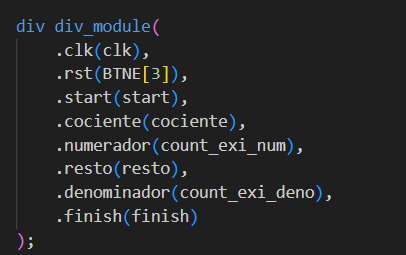 div div_module(
    .clk(clk),
    .rst(BTNE[3]),
    .start(start),
    .cociente(cociente),
    .numerador(count_exi_num),
    .resto(resto),
    .denominador(count_exi_deno),
    .finish(finish)
);